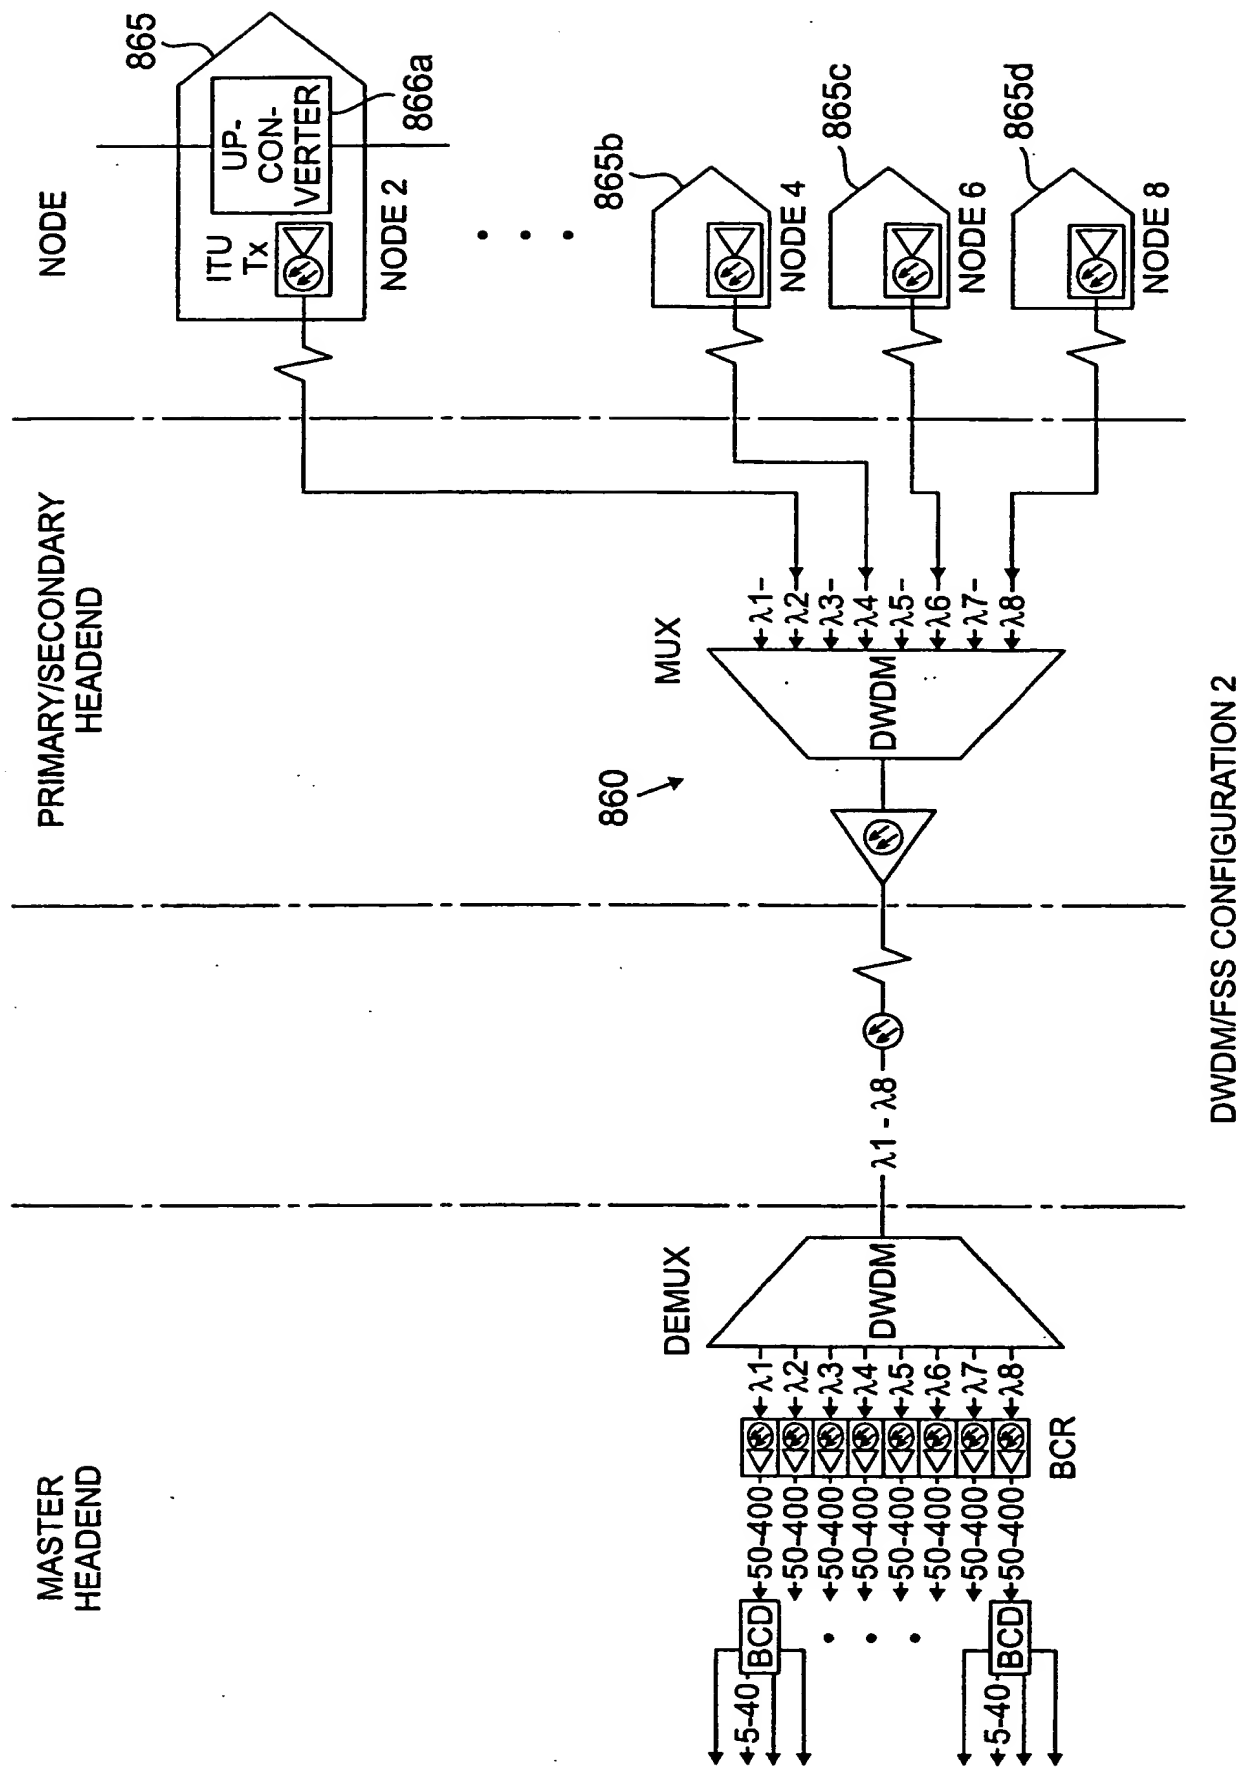 MASTER
HEADEND
PRIMARY/SECONDARY
HEADEND
NODE
865
UP-
CON-
VERTER
866a
ITU
Tx
NODE 2
865b
NODE 4
865c
NODE 6
865d
NODE 8
MUX
λ1
λ2
λ3
λ4
λ5
λ6
λ7
λ8
DWDM
860
λ1 - λ8
DEMUX
DWDM
λ1
λ2
λ3
λ4
λ5
λ6
λ7
λ8
BCR
50-400
50-400
50-400
50-400
50-400
50-400
50-400
50-400
BCD
5-40
BCD
5-40
DWDM/FSS CONFIGURATION 2